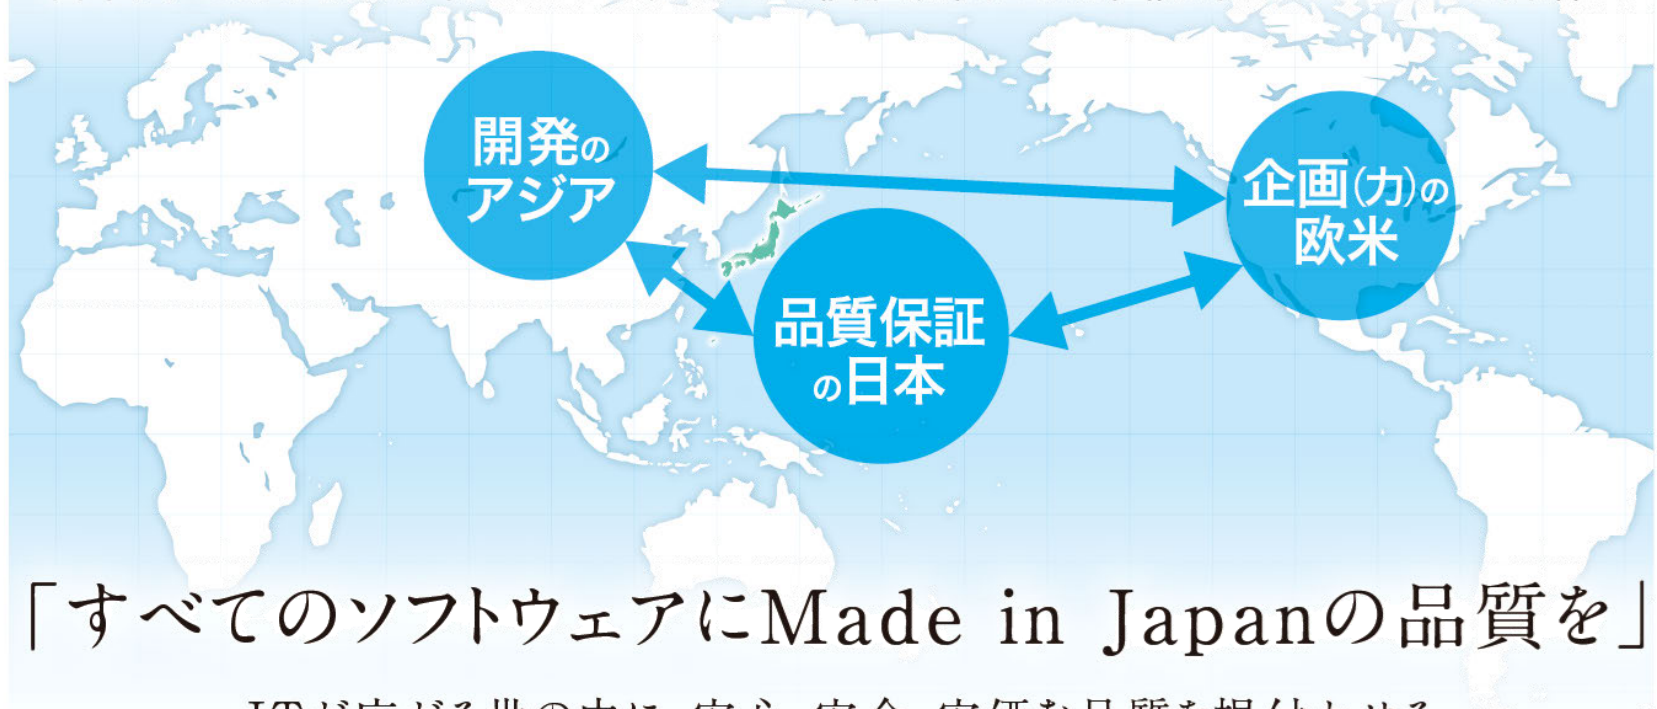 開発の
アジア
企画(力)の
欧米
品質保証
の日本
「すべてのソフトウェアにMade in Japanの品質を」